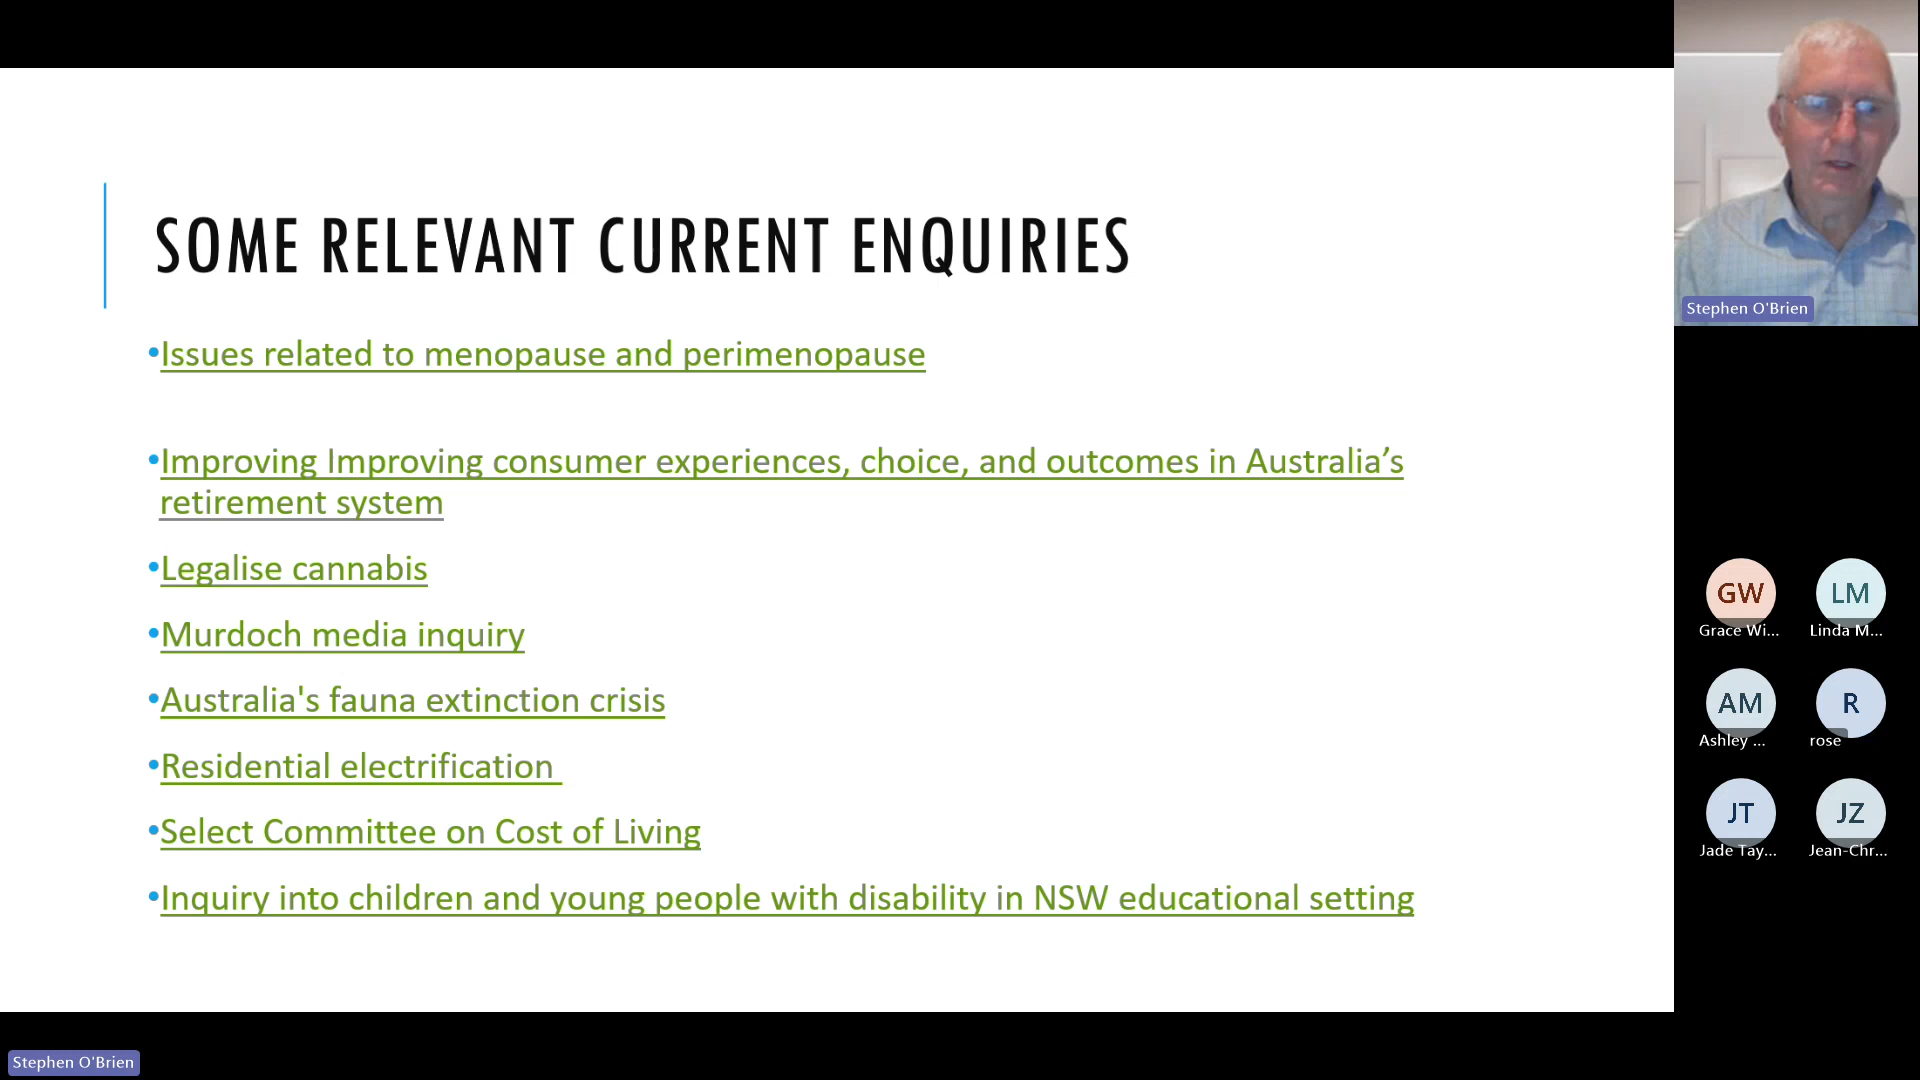 SOME RELEVANT CURRENT ENQUIRIES
•Issues related to menopause and perimenopause
•Improving Improving consumer experiences, choice, and outcomes in Australia’s
retirement system
•Legalise cannabis
•Murdoch media inquiry
•Australia's fauna extinction crisis
•Residential electrification
•Select Committee on Cost of Living
•Inquiry into children and young people with disability in NSW educational setting
Stephen O'Brien
GW
LM
Grace Wi...
Linda M...
AM
R
Ashley ...
rose
JT
JZ
Jade Tay...
Jean-Chr...
Stephen O'Brien